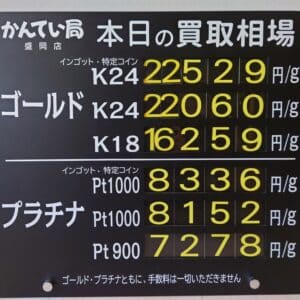 かんてい局
盛岡店
本日の買取相場
インゴット・特定コイン
K24 22529 円/g
ゴールド K24 22060 円/g
K18 16259 円/g
インゴット・特定コイン
Pt1000 8336 円/g
プラチナ Pt1000 8152 円/g
Pt900 7278 円/g
ゴールド・プラチナともに、手数料は一切いただきません